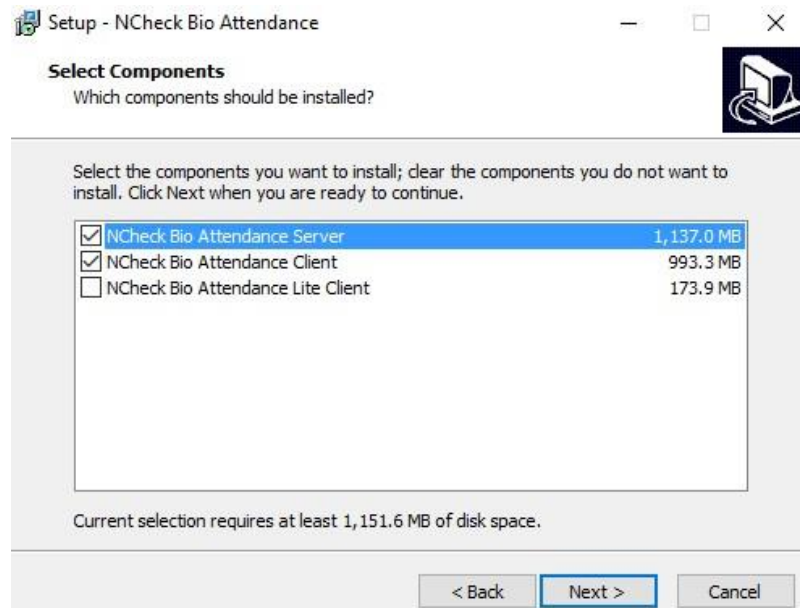 Setup - NCheck Bio Attendance
Select Components
Which components should be installed?
Select the components you want to install; clear the components you do not want to
install. Click Next when you are ready to continue.
NCheck Bio Attendance Server 1,137.0 MB
NCheck Bio Attendance Client 993.3 MB
NCheck Bio Attendance Lite Client 173.9 MB
Current selection requires at least 1,151.6 MB of disk space.
< Back Next > Cancel